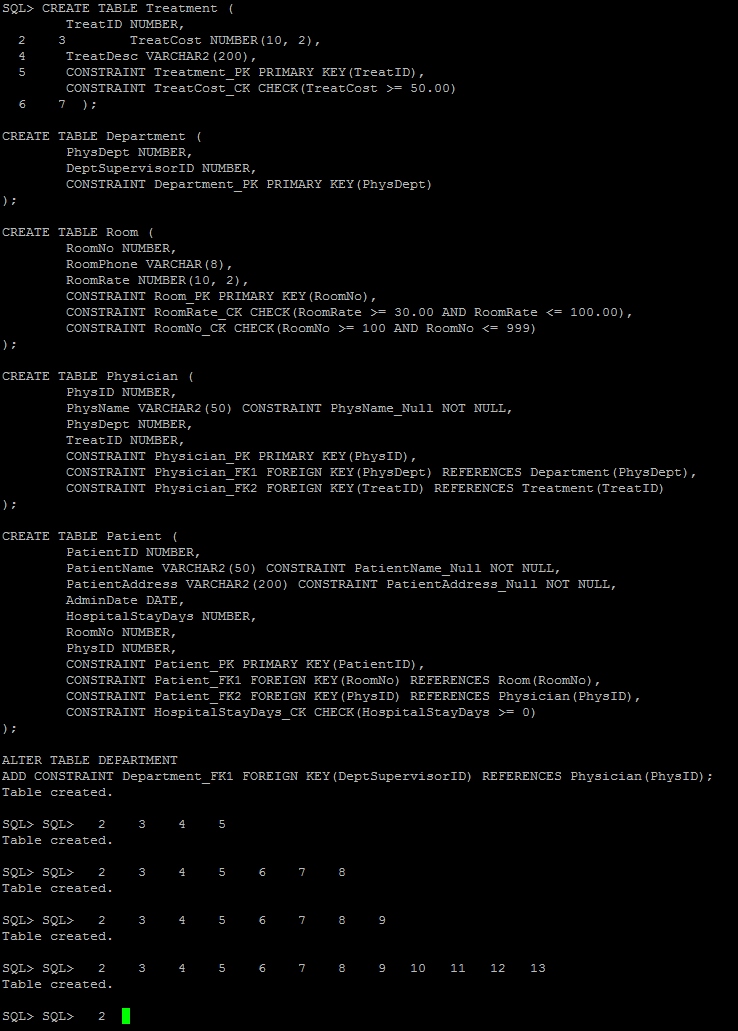 SQL> CREATE TABLE Treatment (
        TreatID NUMBER,
  2    3        TreatCost NUMBER(10, 2),
  4     TreatDesc VARCHAR2(200),
  5     CONSTRAINT Treatment_PK PRIMARY KEY(TreatID),
        CONSTRAINT TreatCost_CK CHECK(TreatCost >= 50.00)
  6    7  );

CREATE TABLE Department (
        PhysDept NUMBER,
        DeptSupervisorID NUMBER,
        CONSTRAINT Department_PK PRIMARY KEY(PhysDept)
);

CREATE TABLE Room (
        RoomNo NUMBER,
        RoomPhone VARCHAR(8),
        RoomRate NUMBER(10, 2),
        CONSTRAINT Room_PK PRIMARY KEY(RoomNo),
        CONSTRAINT RoomRate_CK CHECK(RoomRate >= 30.00 AND RoomRate <= 100.00),
        CONSTRAINT RoomNo_CK CHECK(RoomNo >= 100 AND RoomNo <= 999)
);

CREATE TABLE Physician (
        PhysID NUMBER,
        PhysName VARCHAR2(50) CONSTRAINT PhysName_Null NOT NULL,
        PhysDept NUMBER,
        TreatID NUMBER,
        CONSTRAINT Physician_PK PRIMARY KEY(PhysID),
        CONSTRAINT Physician_FK1 FOREIGN KEY(PhysDept) REFERENCES Department(PhysDept),
        CONSTRAINT Physician_FK2 FOREIGN KEY(TreatID) REFERENCES Treatment(TreatID)
);

CREATE TABLE Patient (
        PatientID NUMBER,
        PatientName VARCHAR2(50) CONSTRAINT PatientName_Null NOT NULL,
        PatientAddress VARCHAR2(200) CONSTRAINT PatientAddress_Null NOT NULL,
        AdminDate DATE,
        HospitalStayDays NUMBER,
        RoomNo NUMBER,
        PhysID NUMBER,
        CONSTRAINT Patient_PK PRIMARY KEY(PatientID),
        CONSTRAINT Patient_FK1 FOREIGN KEY(RoomNo) REFERENCES Room(RoomNo),
        CONSTRAINT Patient_FK2 FOREIGN KEY(PhysID) REFERENCES Physician(PhysID),
        CONSTRAINT HospitalStayDays_CK CHECK(HospitalStayDays >= 0)
);

ALTER TABLE DEPARTMENT
ADD CONSTRAINT Department_FK1 FOREIGN KEY(DeptSupervisorID) REFERENCES Physician(PhysID);
Table created.

SQL> SQL>   2    3    4    5
Table created.

SQL> SQL>   2    3    4    5    6    7    8
Table created.

SQL> SQL>   2    3    4    5    6    7    8    9
Table created.

SQL> SQL>   2    3    4    5    6    7    8    9   10   11   12   13
Table created.

SQL> SQL>   2